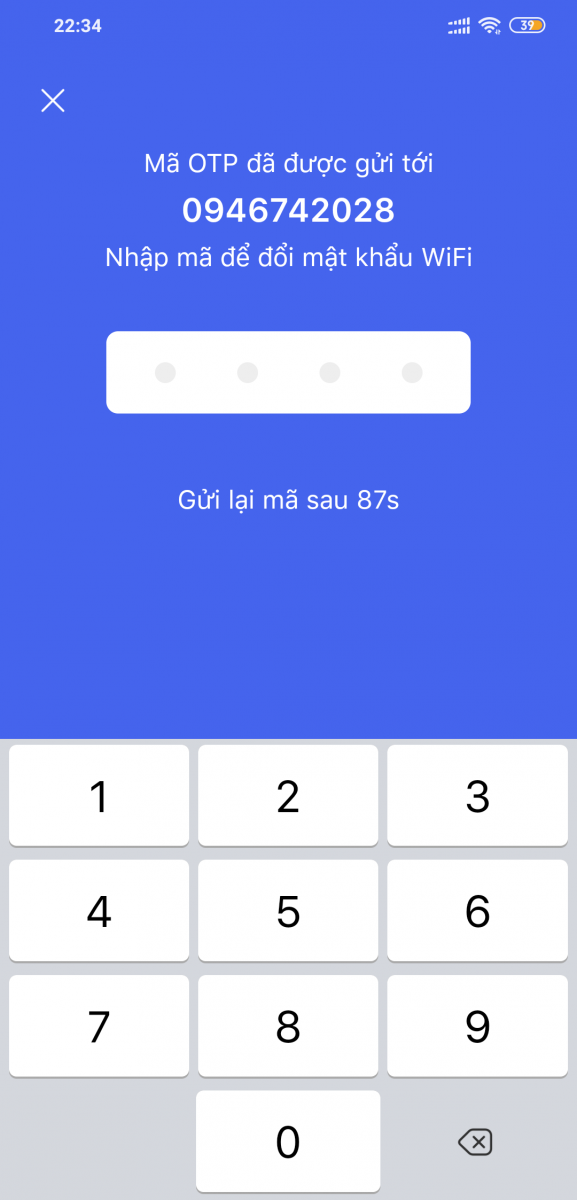 22:34
39
Mã OTP đã được gửi tới
0946742028
Nhập mã để đổi mật khẩu WiFi
Gửi lại mã sau 87s
1 2 3
4 5 6
7 8 9
0